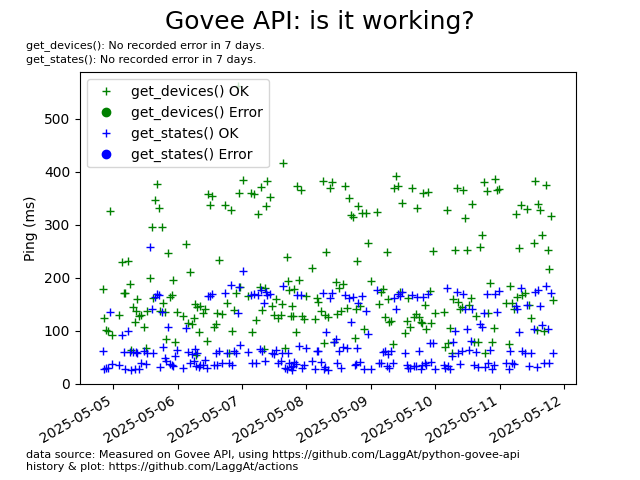 Govee API: is it working?
get_devices(): No recorded error in 7 days.
get_states(): No recorded error in 7 days.
get_devices() OK
get_devices() Error
get_states() OK
get_states() Error
Ping (ms)
500
400
300
200
100
0
2025-05-05
2025-05-06
2025-05-07
2025-05-08
2025-05-09
2025-05-10
2025-05-11
2025-05-12
data source: Measured on Govee API, using https://github.com/LaggAt/python-govee-api
history & plot: https://github.com/LaggAt/actions